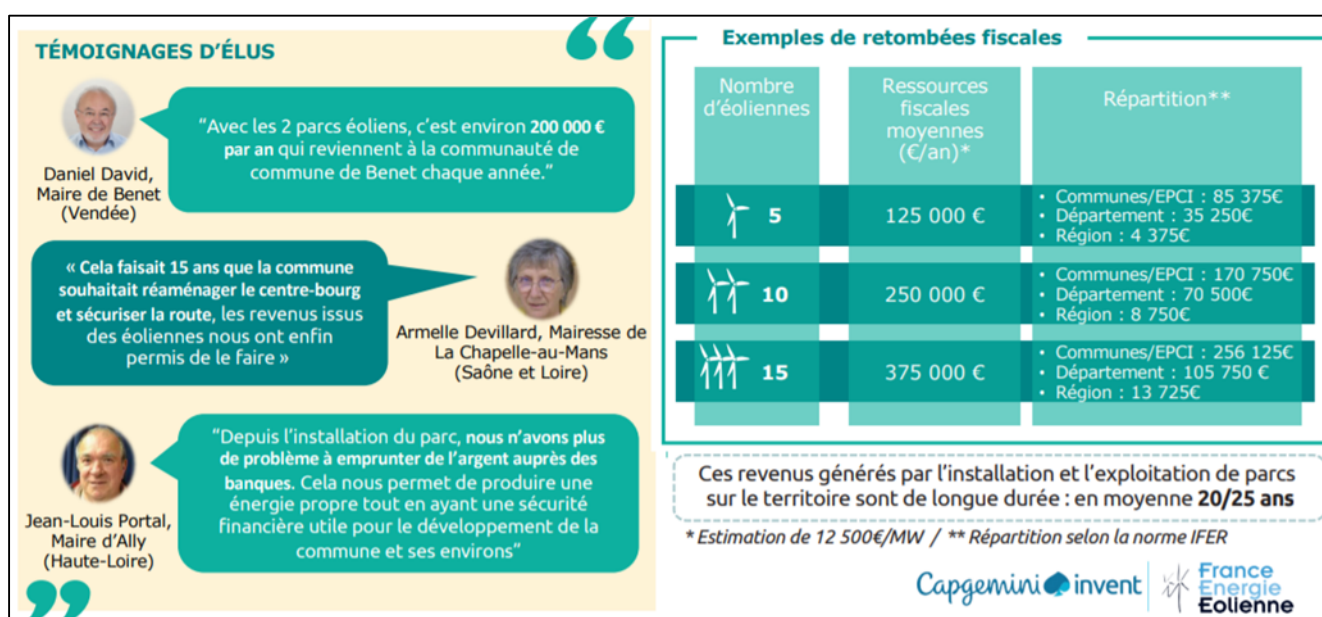 TÉMOIGNAGES D'ÉLUS
Daniel David,
Maire de Benet
(Vendée)
“Avec les 2 parcs éoliens, c’est environ 200 000 €
par an qui reviennent à la communauté de
commune de Benet chaque année.”
« Cela faisait 15 ans que la commune
souhaitait réaménager le centre-bourg
et sécuriser la route, les revenus issus
des éoliennes nous ont enfin
permis de le faire »
Armelle Devillard, Mairesse de
La Chapelle-au-Mans
(Saône et Loire)
“Depuis l’installation du parc, nous n’avons plus
de problème à emprunter de l’argent auprès des
banques. Cela nous permet de produire une
énergie propre tout en ayant une sécurité
financière utile pour le développement de la
commune et ses environs”
Jean-Louis Portal,
Maire d’Ally
(Haute-Loire)
Exemples de retombées fiscales
Nombre
d’éoliennes
Ressources
fiscales
moyennes
(€/an)*
Répartition**
5
125 000 €
• Communes/EPCI : 85 375€
• Département : 35 250€
• Région : 4 375€
10
250 000 €
• Communes/EPCI : 170 750€
• Département : 70 500€
• Région : 8 750€
15
375 000 €
• Communes/EPCI : 256 125€
• Département : 105 750 €
• Région : 13 725€
Ces revenus générés par l’installation et l’exploitation de parcs
sur le territoire sont de longue durée : en moyenne 20/25 ans
* Estimation de 12 500€/MW / ** Répartition selon la norme IFER
Capgemini invent
France
Energie
Eolienne